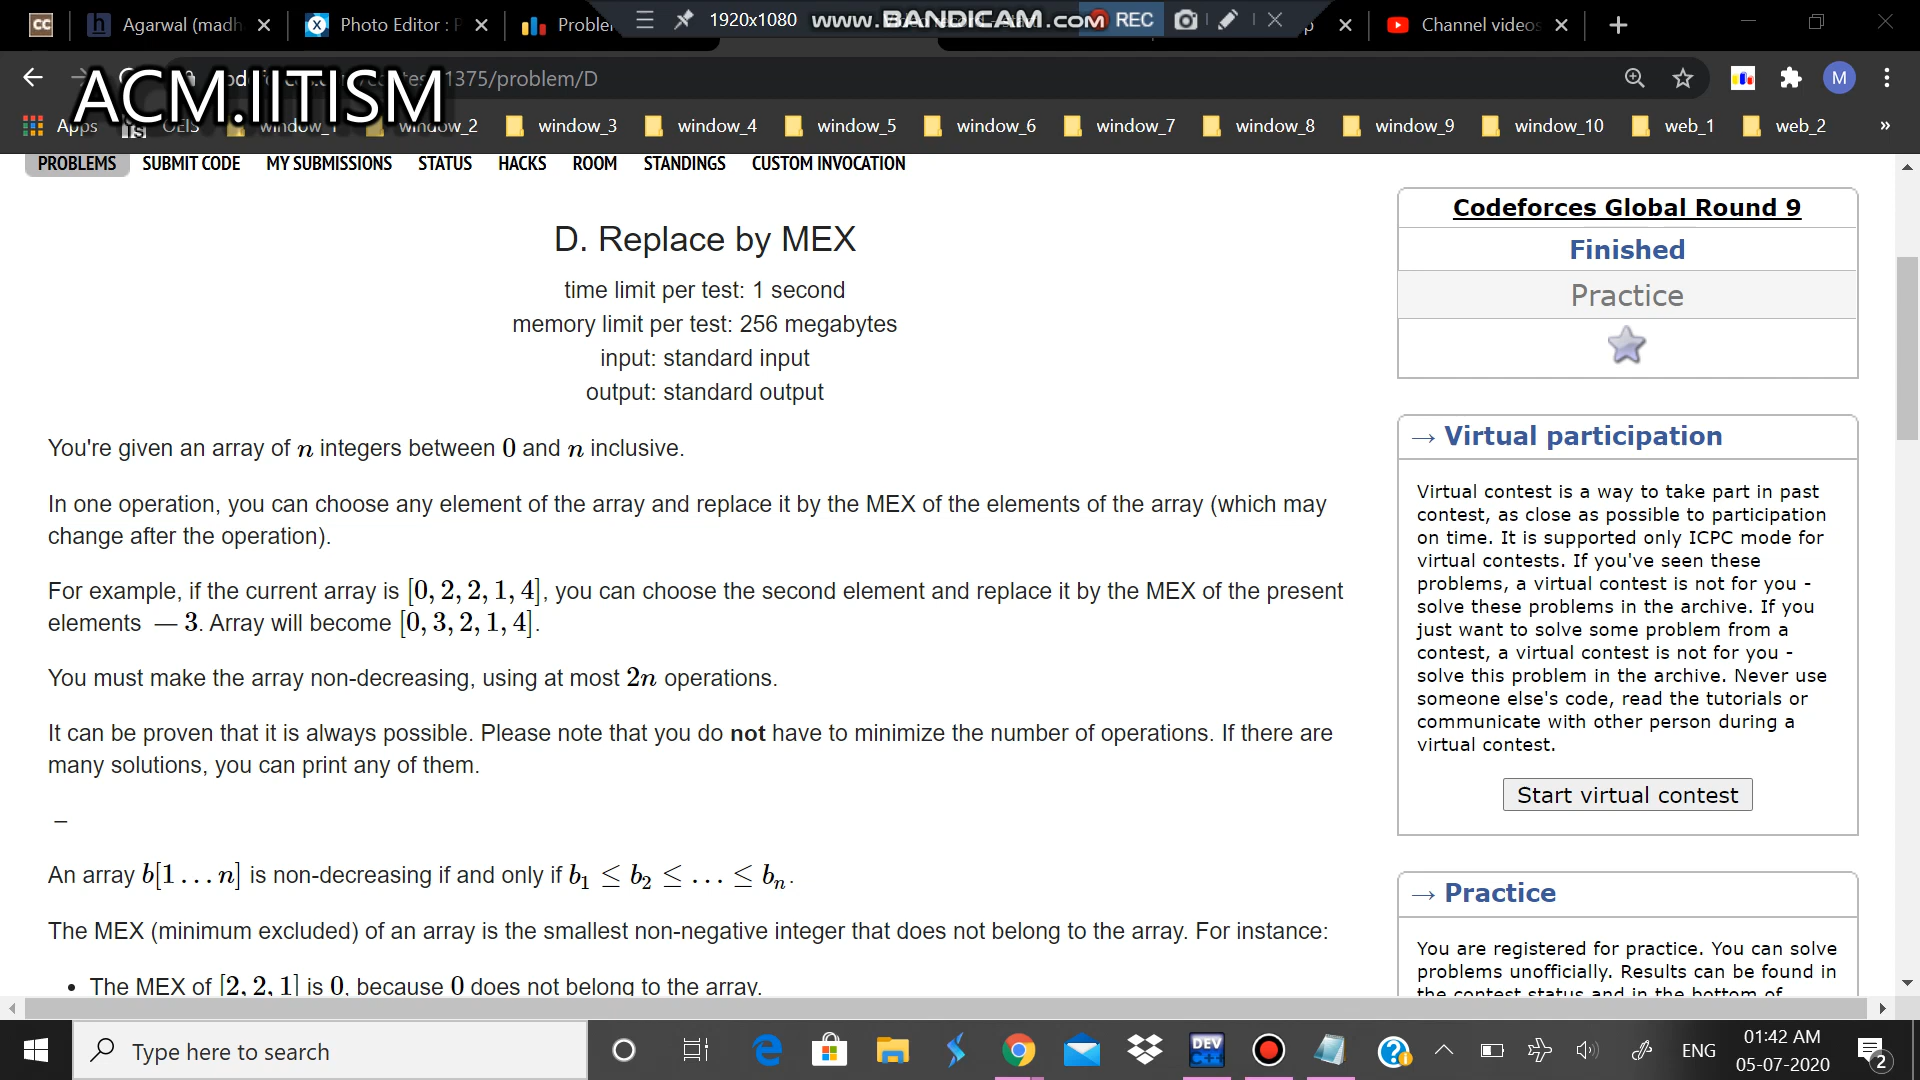 Agarwal (madh
Photo Editor : P
Proble
1920x1080
www.BANDICAM.com
REC
Channel videos
ACM.IITISM
1375/problem/D
M
Apps
OEIS
window_1
window_2
window_3
window_4
window_5
window_6
window_7
window_8
window_9
window_10
web_1
web_2
»
PROBLEMS SUBMIT CODE MY SUBMISSIONS STATUS HACKS ROOM STANDINGS CUSTOM INVOCATION
D. Replace by MEX
time limit per test: 1 second
memory limit per test: 256 megabytes
input: standard input
output: standard output
You're given an array of n integers between 0 and n inclusive.
In one operation, you can choose any element of the array and replace it by the MEX of the elements of the array (which may
change after the operation).
For example, if the current array is [0, 2, 2, 1, 4], you can choose the second element and replace it by the MEX of the present
elements — 3. Array will become [0, 3, 2, 1, 4].
You must make the array non-decreasing, using at most 2n operations.
It can be proven that it is always possible. Please note that you do not have to minimize the number of operations. If there are
many solutions, you can print any of them.
–
An array b[1…n] is non-decreasing if and only if b₁ ≤ b₂ ≤ … ≤ bₙ.
The MEX (minimum excluded) of an array is the smallest non-negative integer that does not belong to the array. For instance:
• The MEX of [2, 2, 1] is 0, because 0 does not belong to the array.
Codeforces Global Round 9
Finished
Practice
→ Virtual participation
Virtual contest is a way to take part in past
contest, as close as possible to participation
on time. It is supported only ICPC mode for
virtual contests. If you've seen these
problems, a virtual contest is not for you -
solve these problems in the archive. If you
just want to solve some problem from a
contest, a virtual contest is not for you -
solve this problem in the archive. Never use
someone else's code, read the tutorials or
communicate with other person during a
virtual contest.
Start virtual contest
→ Practice
You are registered for practice. You can solve
problems unofficially. Results can be found in
the contest status and in the bottom of
Type here to search
DEV
C++
ENG
01:42 AM
05-07-2020
2